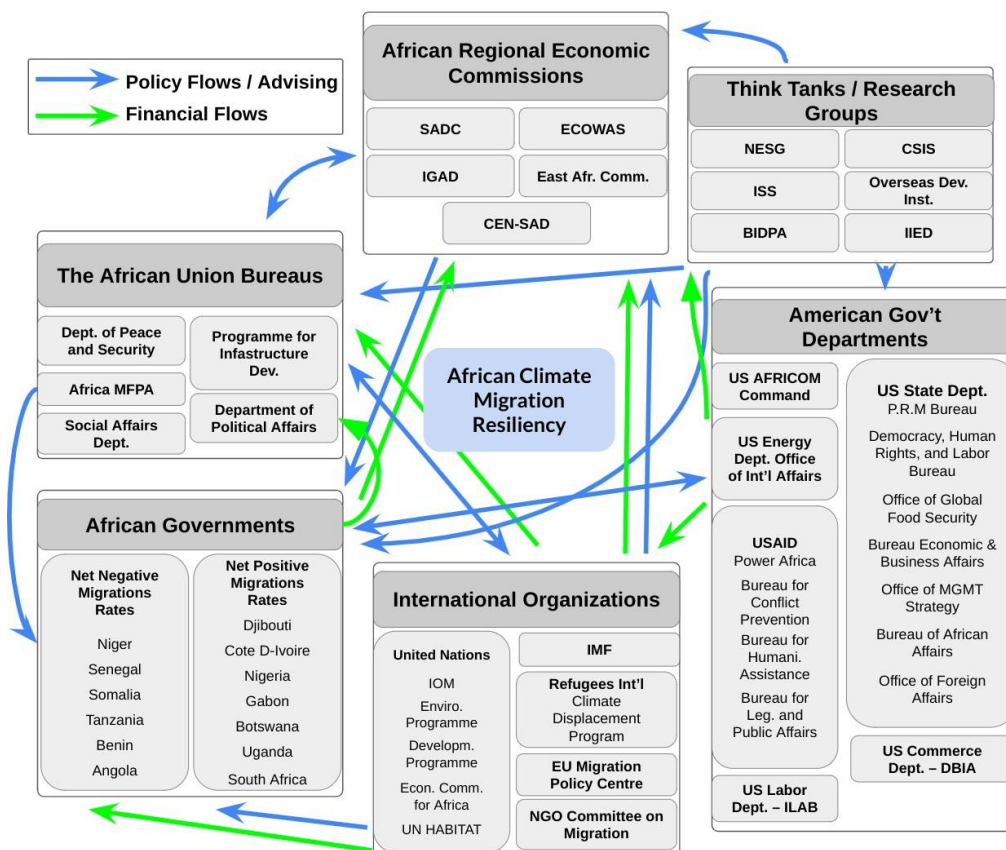 Policy Flows / Advising
Financial Flows
African Regional Economic
Commissions
SADC
ECOWAS
IGAD
East Afr. Comm.
CEN-SAD
Think Tanks / Research
Groups
NESG
CSIS
ISS
Overseas Dev.
Inst.
BIDPA
IIED
The African Union Bureaus
Dept. of Peace
and Security
Programme for
Infastructure
Dev.
Africa MFPA
Social Affairs
Dept.
Department of
Political Affairs
African Climate
Migration
Resiliency
American Gov't
Departments
US AFRICOM
Command
US Energy
Dept. Office
of Int'l Affairs
USAID
Power Africa
Bureau for
Conflict
Prevention
Bureau for
Humani.
Assistance
Bureau for
Leg. and
Public Affairs
US Labor
Dept. – ILAB
US State Dept.
P.R.M Bureau
Democracy, Human
Rights, and Labor
Bureau
Office of Global
Food Security
Bureau Economic &
Business Affairs
Office of MGMT
Strategy
Bureau of African
Affairs
Office of Foreign
Affairs
US Commerce
Dept. – DBIA
African Governments
Net Negative
Migrations
Rates
Niger
Senegal
Somalia
Tanzania
Benin
Angola
Net Positive
Migrations
Rates
Djibouti
Cote D-Ivoire
Nigeria
Gabon
Botswana
Uganda
South Africa
International Organizations
United Nations
IOM
Enviro.
Programme
Developm.
Programme
Econ. Comm.
for Africa
UN HABITAT
IMF
Refugees Int'l
Climate
Displacement
Program
EU Migration
Policy Centre
NGO Committee on
Migration